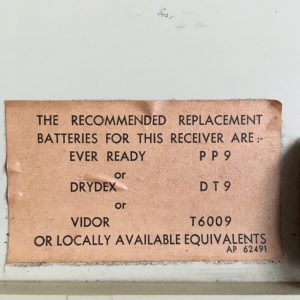 THE RECOMMENDED REPLACEMENT
BATTERIES FOR THIS RECEIVER ARE:-
EVER READY PP9
or
DRYDEX DT9
or
VIDOR T6009
OR LOCALLY AVAILABLE EQUIVALENTS
AP 62491